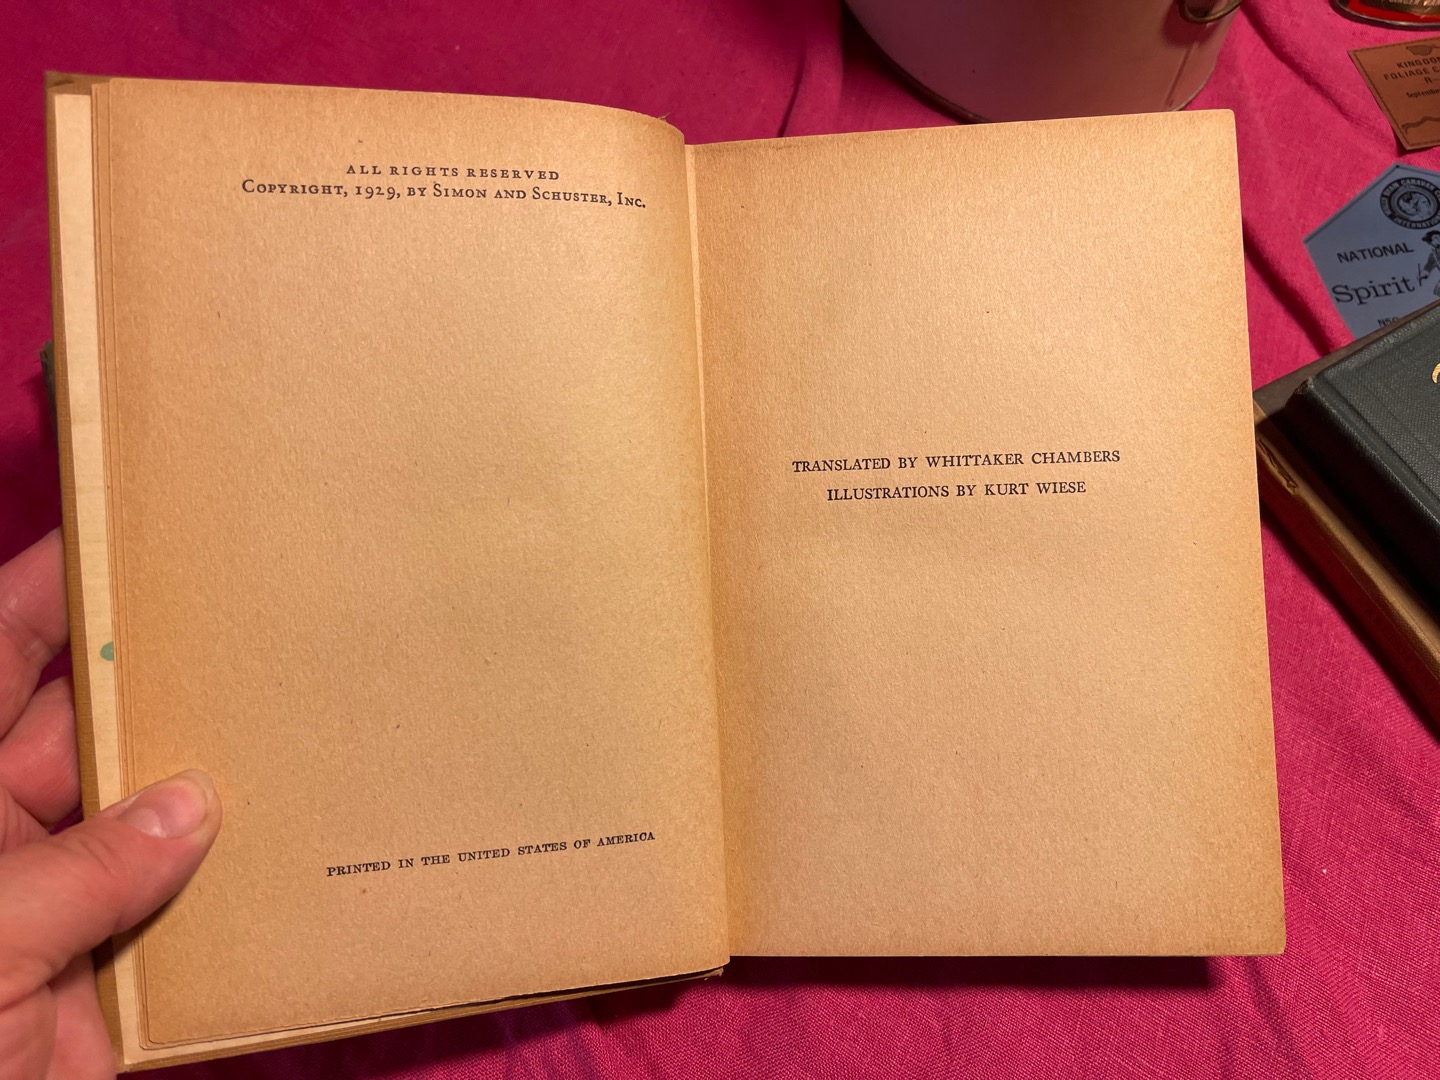 ALL RIGHTS RESERVED
COPYRIGHT, 1929, BY SIMON AND SCHUSTER, INC.
PRINTED IN THE UNITED STATES OF AMERICA
TRANSLATED BY WHITTAKER CHAMBERS
ILLUSTRATIONS BY KURT WIESE
FOLIAGE
NATIONAL
Spirit